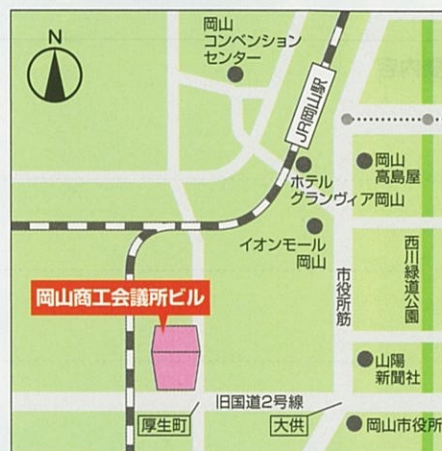 N
岡山
コンベンション
センター
JR岡山駅
岡山
高島屋
ホテル
グランヴィア岡山
イオンモール
岡山
西川緑道公園
市役所筋
岡山商工会議所ビル
山陽
新聞社
旧国道2号線
厚生町
大供
岡山市役所